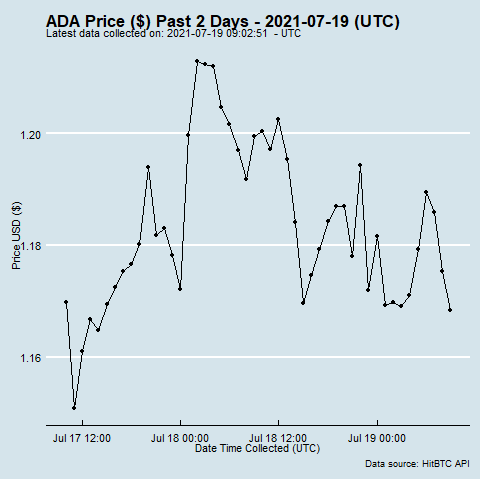 ADA Price ($) Past 2 Days - 2021-07-19 (UTC)
Latest data collected on: 2021-07-19 09:02:51 - UTC
1.20
1.18
1.16
Price USD ($)
Jul 17 12:00 Jul 18 00:00 Jul 18 12:00 Jul 19 00:00
Date Time Collected (UTC)
Data source: HitBTC API